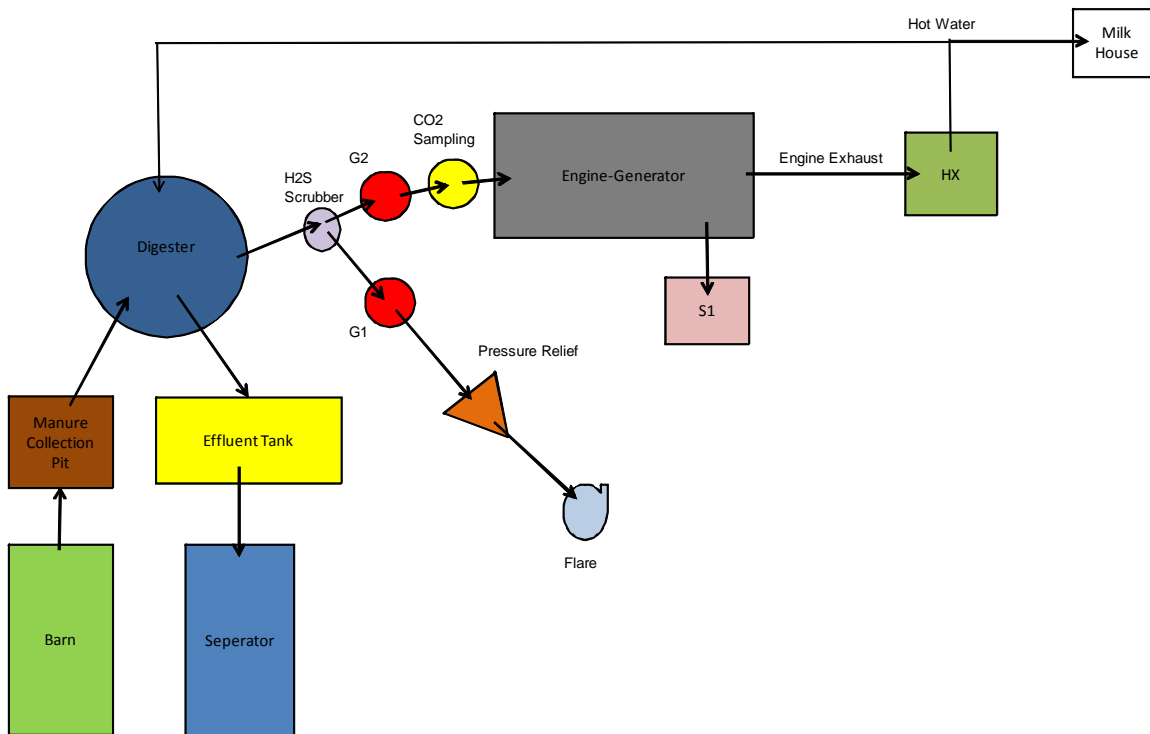 Hot Water
Milk
House
CO2
Sampling
G2
H2S
Scrubber
Engine-Generator
Engine Exhaust
HX
Digester
S1
G1
Pressure Relief
Manure
Collection
Pit
Effluent Tank
Flare
Barn
Seperator